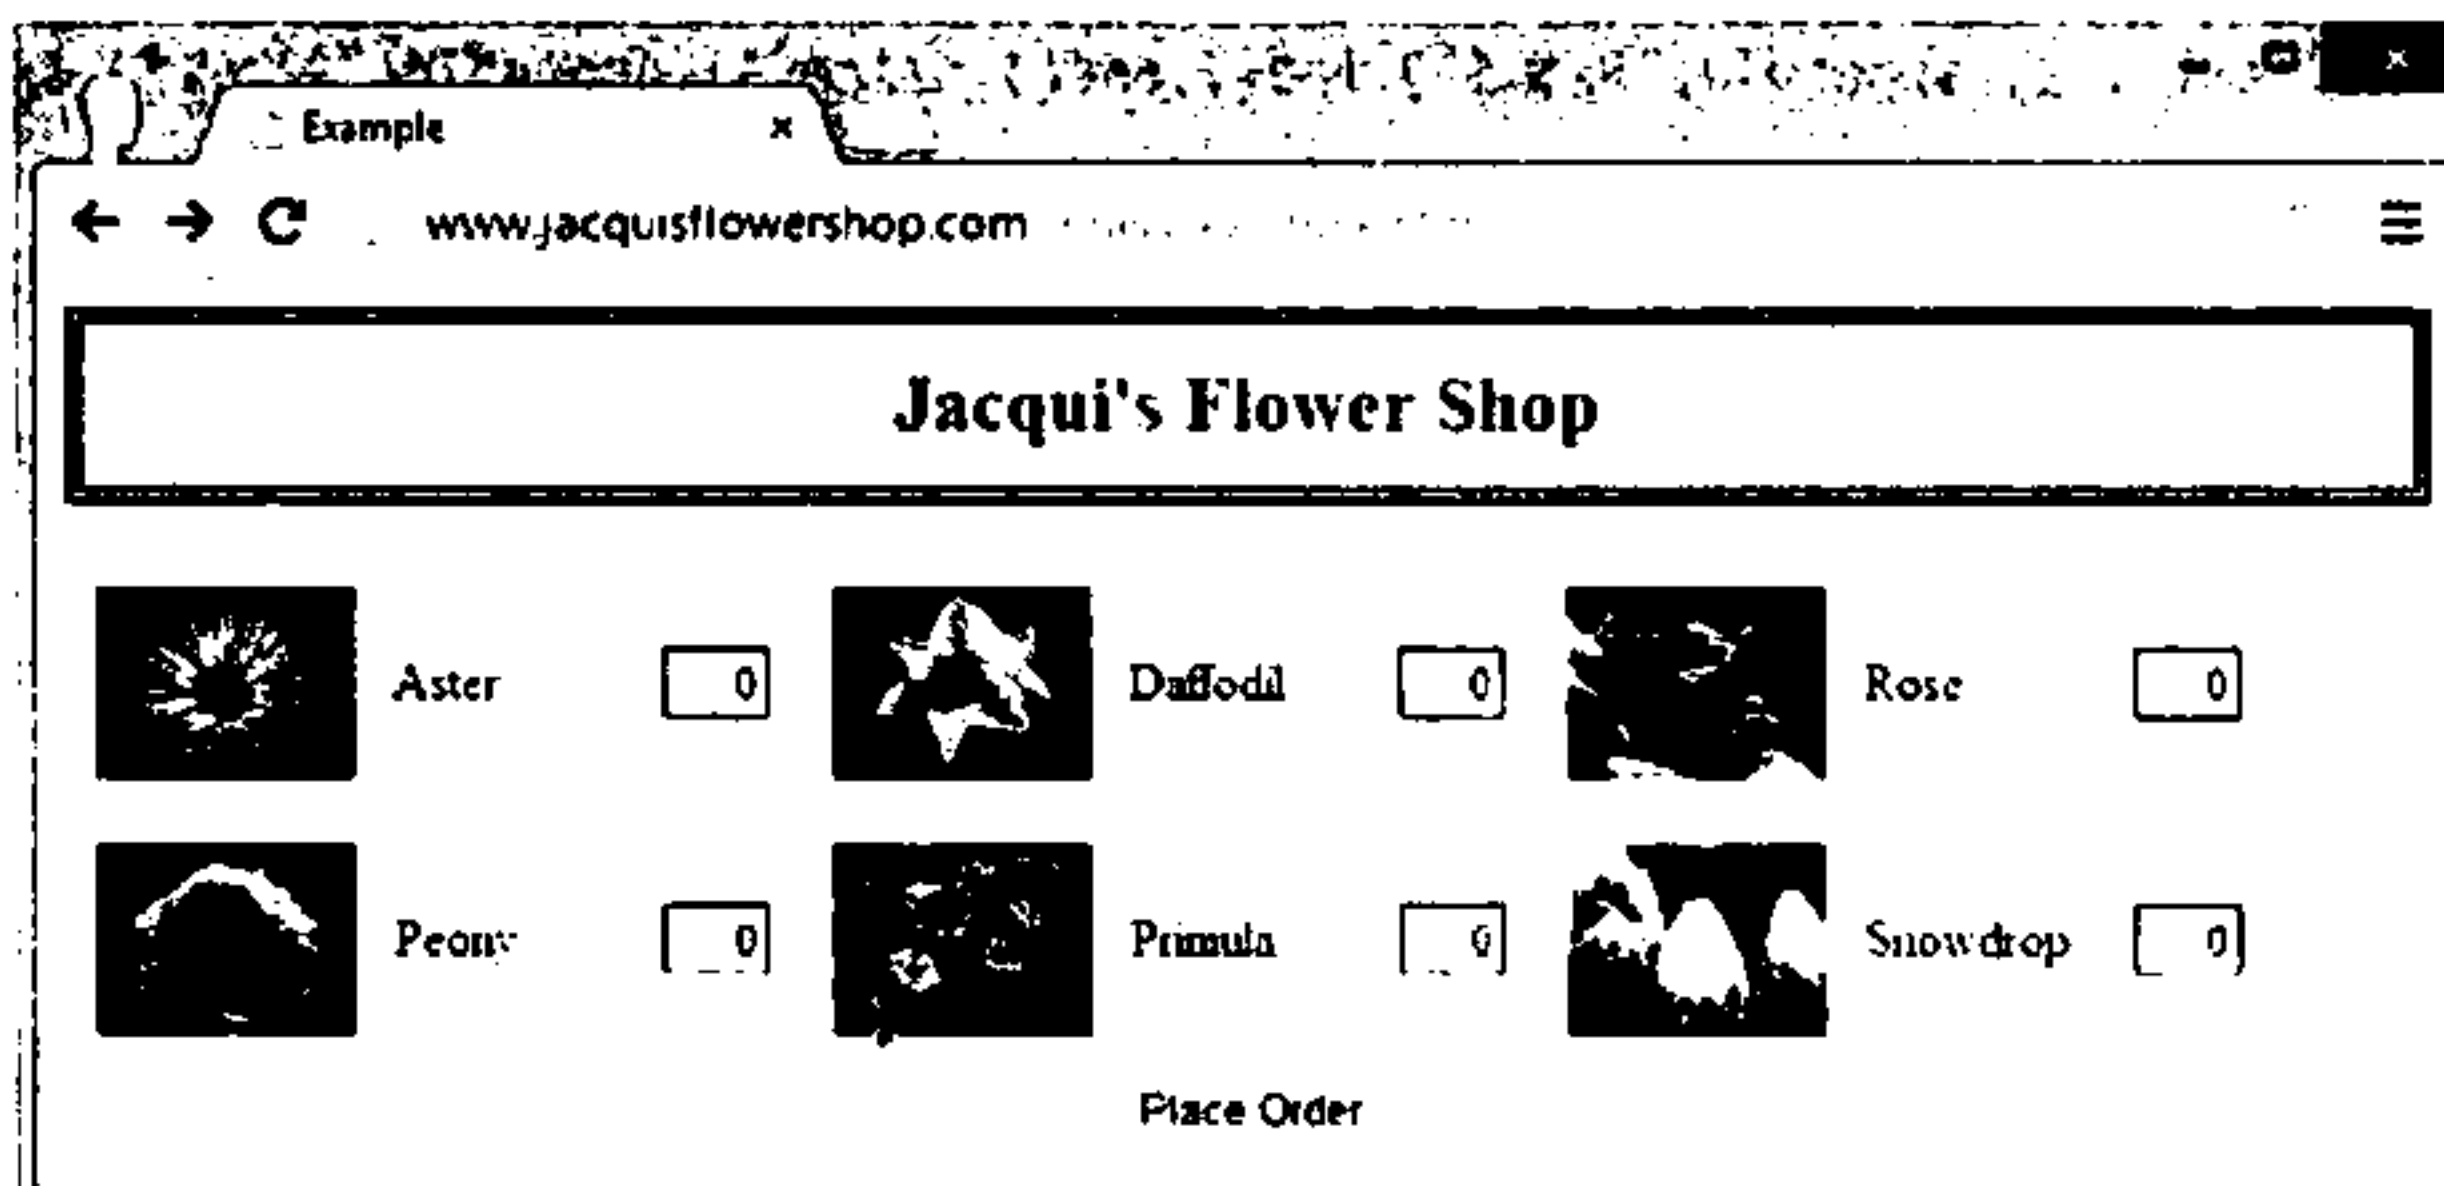 Example
www.jacquisflowershop.com
Jacqui's Flower Shop
Aster 0 Daffodil 0 Rose 0
Peony 0 Primula 0 Snowdrop 0
Place Order